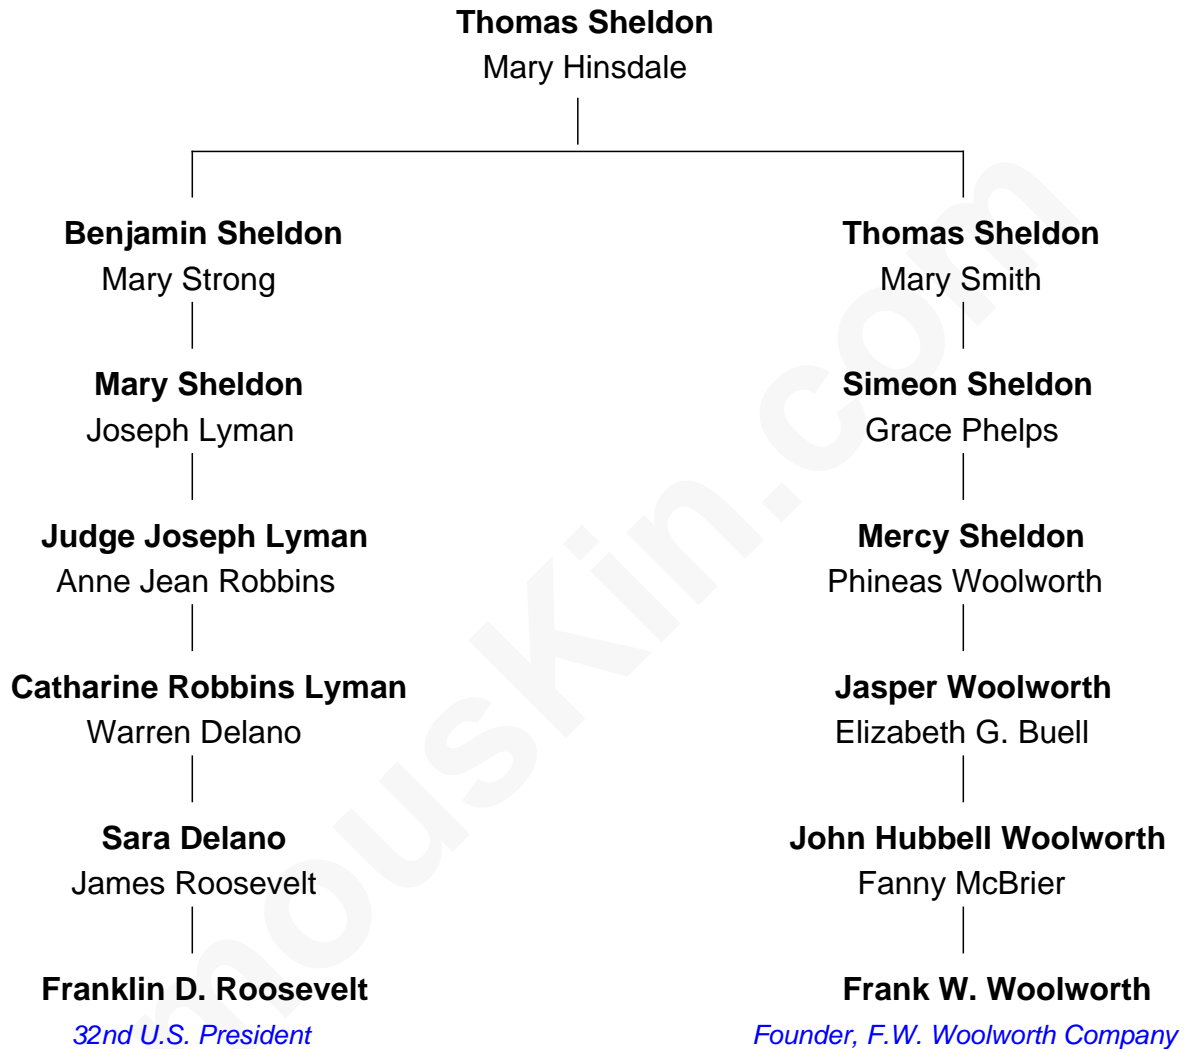 Thomas Sheldon
Mary Hinsdale
Benjamin Sheldon
Mary Strong
Thomas Sheldon
Mary Smith
Mary Sheldon
Joseph Lyman
Simeon Sheldon
Grace Phelps
Judge Joseph Lyman
Anne Jean Robbins
Mercy Sheldon
Phineas Woolworth
Catharine Robbins Lyman
Warren Delano
Jasper Woolworth
Elizabeth G. Buell
Sara Delano
James Roosevelt
John Hubbell Woolworth
Fanny McBrier
Franklin D. Roosevelt
32nd U.S. President
Frank W. Woolworth
Founder, F.W. Woolworth Company
mousKin.com